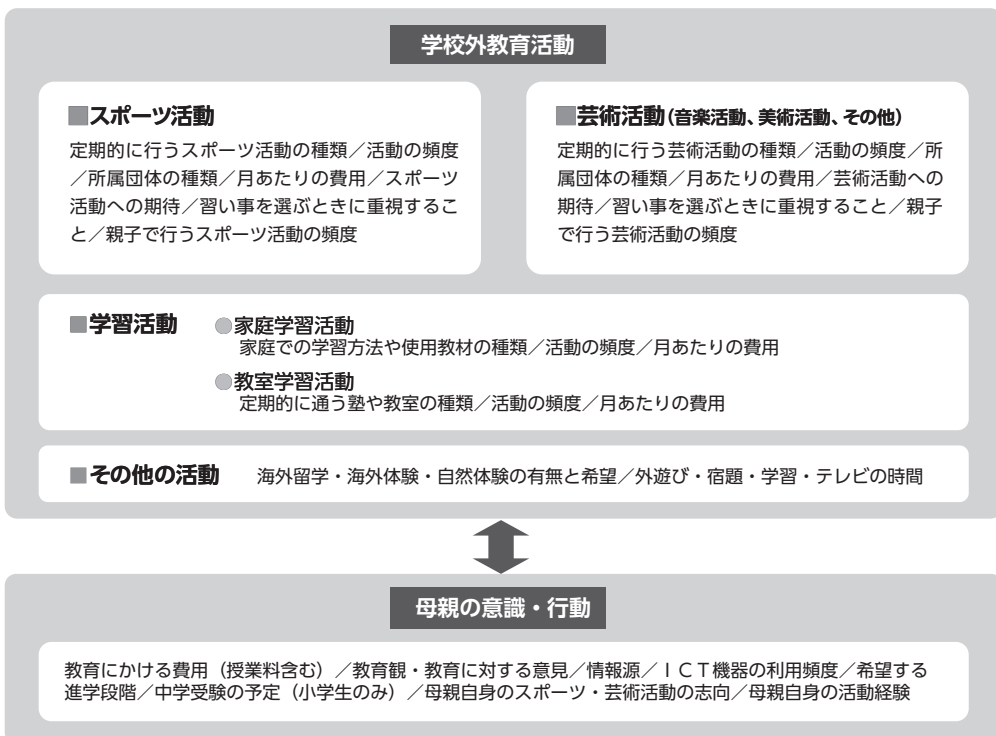 学校外教育活動
■スポーツ活動
定期的に行うスポーツ活動の種類／活動の頻度
／所属団体の種類／月あたりの費用／スポーツ
活動への期待／習い事を選ぶときに重視するこ
と／親子で行うスポーツ活動の頻度
■芸術活動(音楽活動、美術活動、その他)
定期的に行う芸術活動の種類／活動の頻度／所
属団体の種類／月あたりの費用／芸術活動への
期待／習い事を選ぶときに重視すること／親子
で行う芸術活動の頻度
■学習活動
●家庭学習活動
家庭での学習方法や使用教材の種類／活動の頻度／月あたりの費用
●教室学習活動
定期的に通う塾や教室の種類／活動の頻度／月あたりの費用
■その他の活動 海外留学・海外体験・自然体験の有無と希望／外遊び・宿題・学習・テレビの時間
母親の意識・行動
教育にかける費用（授業料含む）／教育観・教育に対する意見／情報源／ＩＣＴ機器の利用頻度／希望する
進学段階／中学受験の予定（小学生のみ）／母親自身のスポーツ・芸術活動の志向／母親自身の活動経験